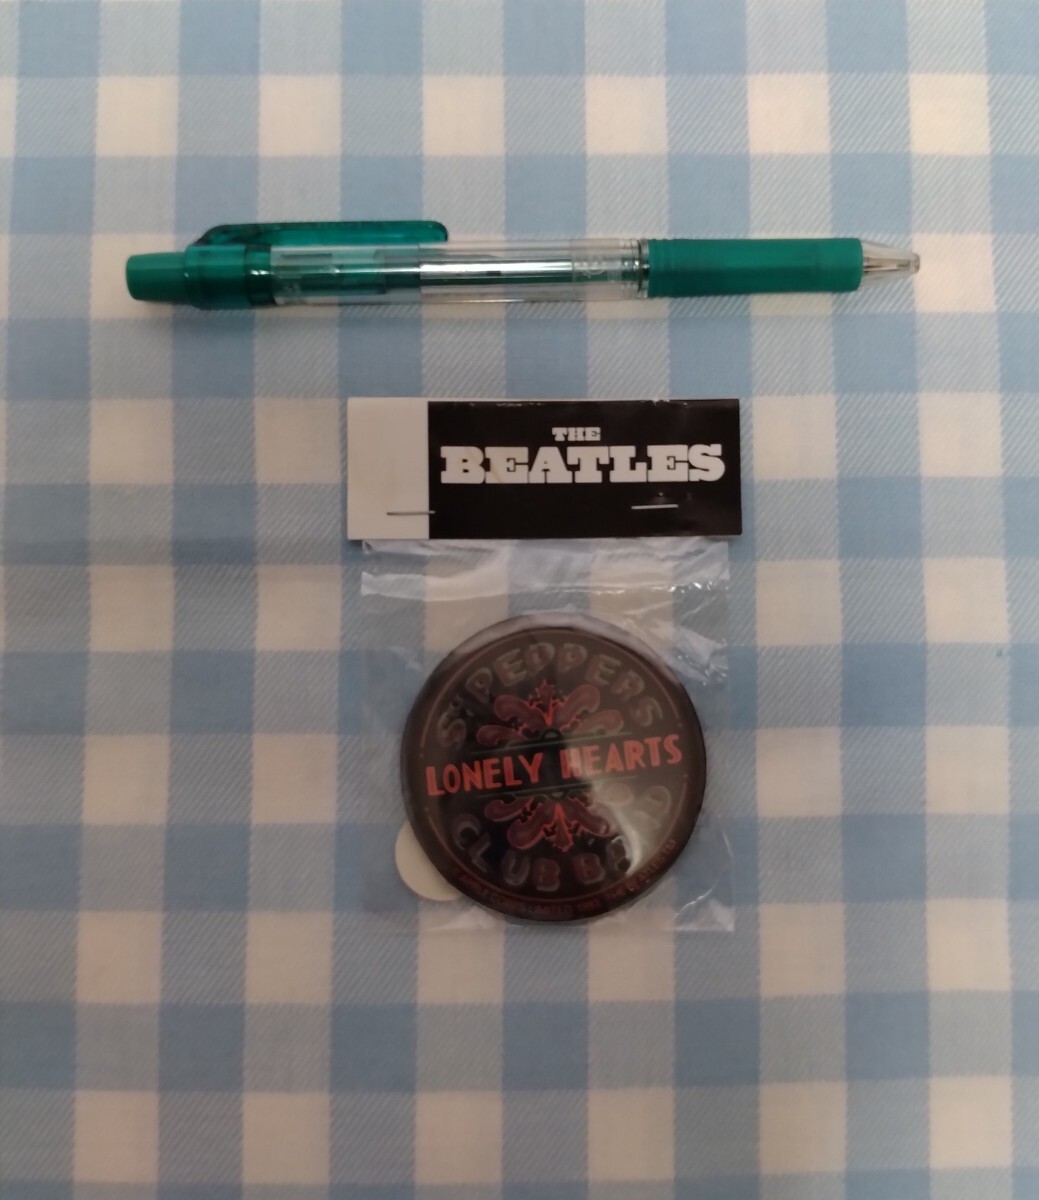 THE
BEATLES
SGT PEPPERS
LONELY HEARTS
CLUB BAND